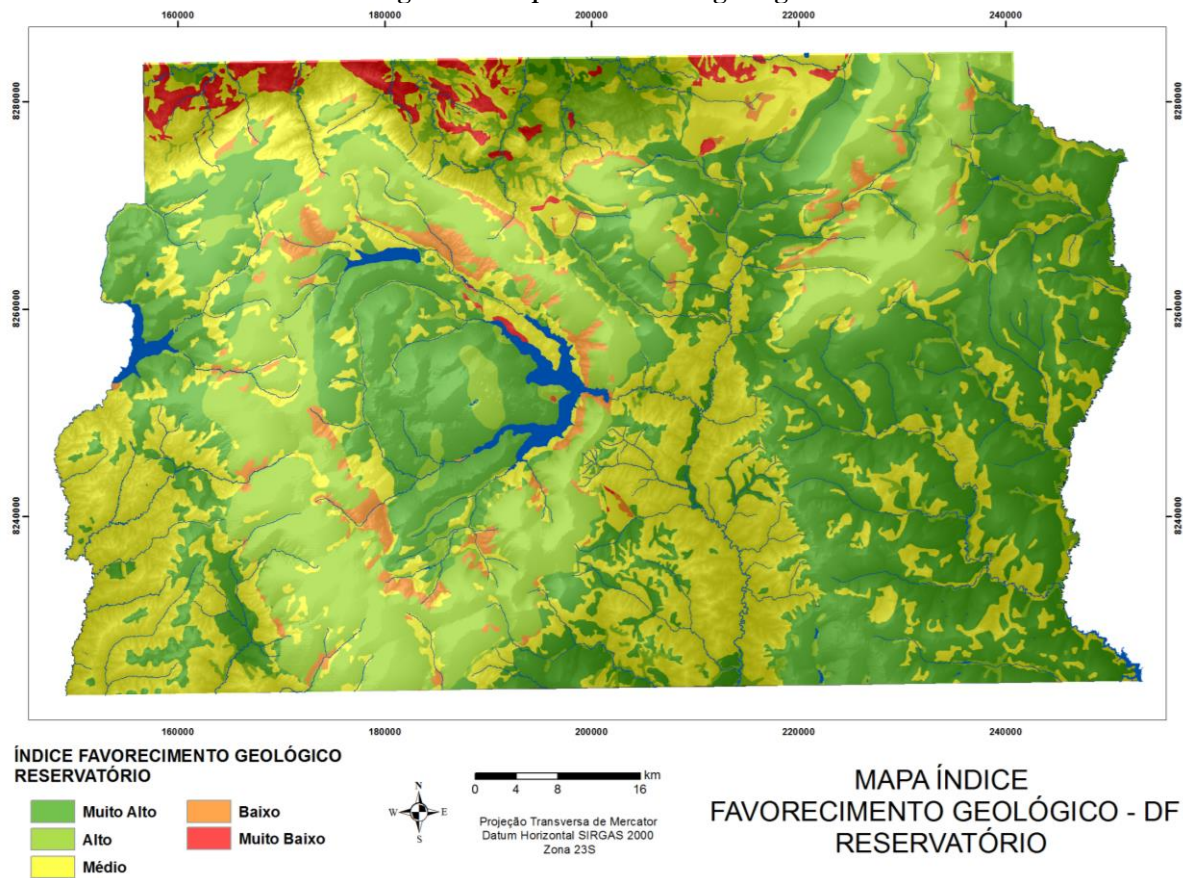 160000 180000 200000 220000 240000
8280000 8280000
8260000 8260000
8240000 8240000
160000 180000 200000 220000 240000
ÍNDICE FAVORECIMENTO GEOLÓGICO
RESERVATÓRIO
Muito Alto
Alto
Médio
Baixo
Muito Baixo
N
W E
S
km
0 4 8 16
Projeção Transversa de Mercator
Datum Horizontal SIRGAS 2000
Zona 23S
MAPA ÍNDICE
FAVORECIMENTO GEOLÓGICO - DF
RESERVATÓRIO